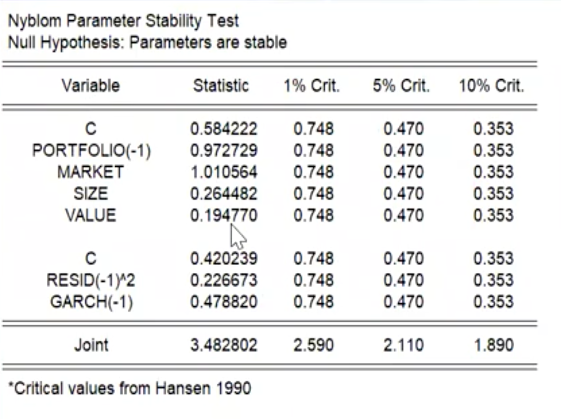 Nyblom Parameter Stability Test
Null Hypothesis: Parameters are stable
Variable Statistic 1% Crit. 5% Crit. 10% Crit.
C 0.584222 0.748 0.470 0.353
PORTFOLIO(-1) 0.972729 0.748 0.470 0.353
MARKET 1.010564 0.748 0.470 0.353
SIZE 0.264482 0.748 0.470 0.353
VALUE 0.194770 0.748 0.470 0.353
C 0.420239 0.748 0.470 0.353
RESID(-1)^2 0.226673 0.748 0.470 0.353
GARCH(-1) 0.478820 0.748 0.470 0.353
Joint 3.482802 2.590 2.110 1.890
*Critical values from Hansen 1990